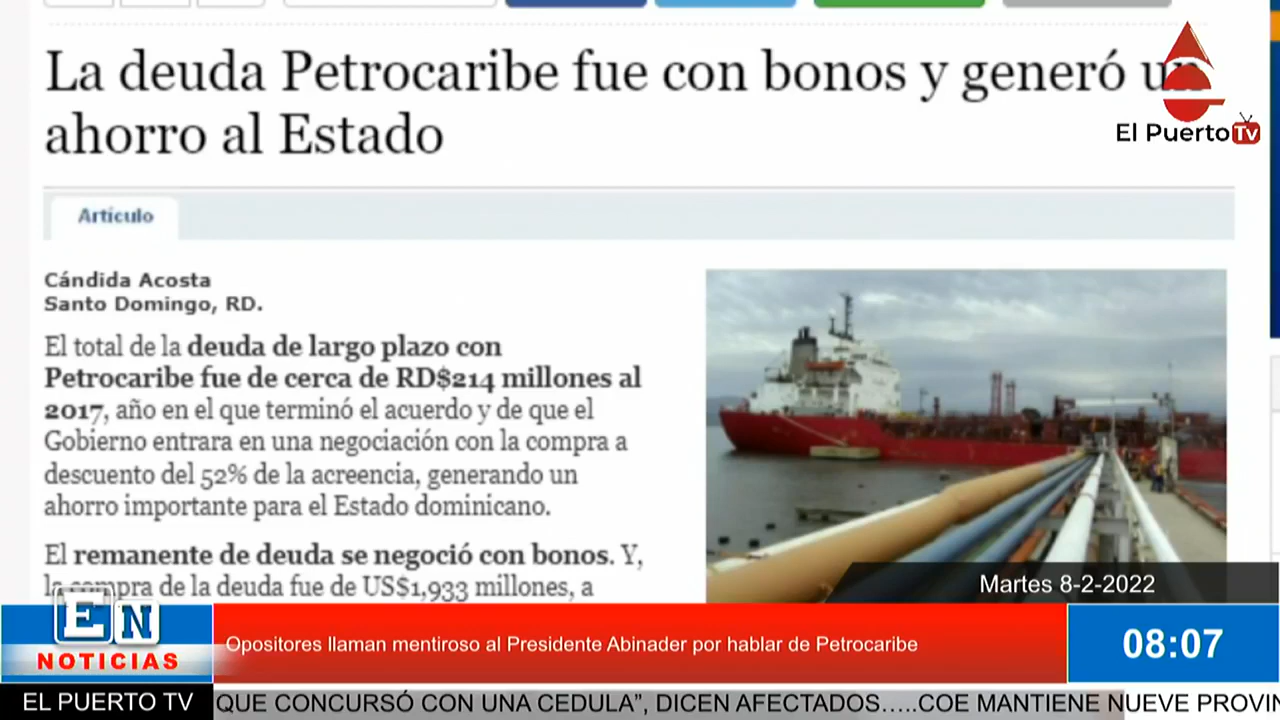 La deuda Petrocaribe fue con bonos y generó un
ahorro al Estado
El Puerto Tv
Artículo
Cándida Acosta
Santo Domingo, RD.
El total de la deuda de largo plazo con
Petrocaribe fue de cerca de RD$214 millones al
2017, año en el que terminó el acuerdo y de que el
Gobierno entrara en una negociación con la compra a
descuento del 52% de la acreencia, generando un
ahorro importante para el Estado dominicano.
El remanente de deuda se negoció con bonos. Y,
la compra de la deuda fue de US$1,933 millones, a
Martes 8-2-2022
EN
NOTICIAS
Opositores llaman mentiroso al Presidente Abinader por hablar de Petrocaribe
08:07
EL PUERTO TV
QUE CONCURSÓ CON UNA CEDULA”, DICEN AFECTADOS…..COE MANTIENE NUEVE PROVIN